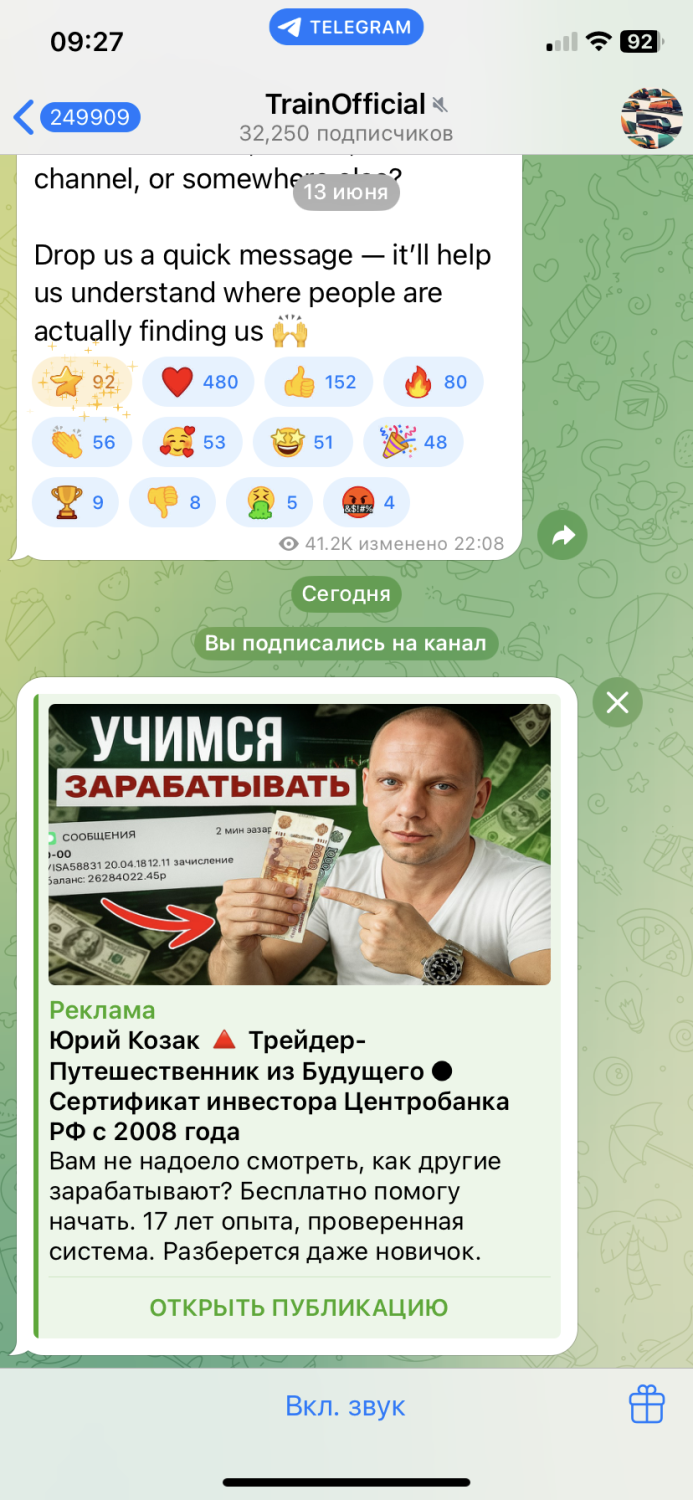 09:27
TELEGRAM
92
249909
TrainOfficial
32,250 подписчиков
channel, or somewhere else?
13 июня
Drop us a quick message — it’ll help
us understand where people are
actually finding us 🙌
⭐ 92 ❤️ 480 👍 152 🔥 80
👏 56 🥰 53 🤩 51 🎉 48
🏆 9 👎 8 🤮 5 🤬 4
41.2K изменено 22:08
Сегодня
Вы подписались на канал
УЧИМСЯ
ЗАРАБАТЫВАТЬ
СООБЩЕНИЯ
2 мин
-00
VISA58831 20.04.18 12.11 зачисление
баланс: 26284022.45р
Реклама
Юрий Козак 🔺 Трейдер-
Путешественник из Будущего ⚫
Сертификат инвестора Центробанка
РФ с 2008 года
Вам не надоело смотреть, как другие
зарабатывают? Бесплатно помогу
начать. 17 лет опыта, проверенная
система. Разберется даже новичок.
ОТКРЫТЬ ПУБЛИКАЦИЮ
Вкл. звук